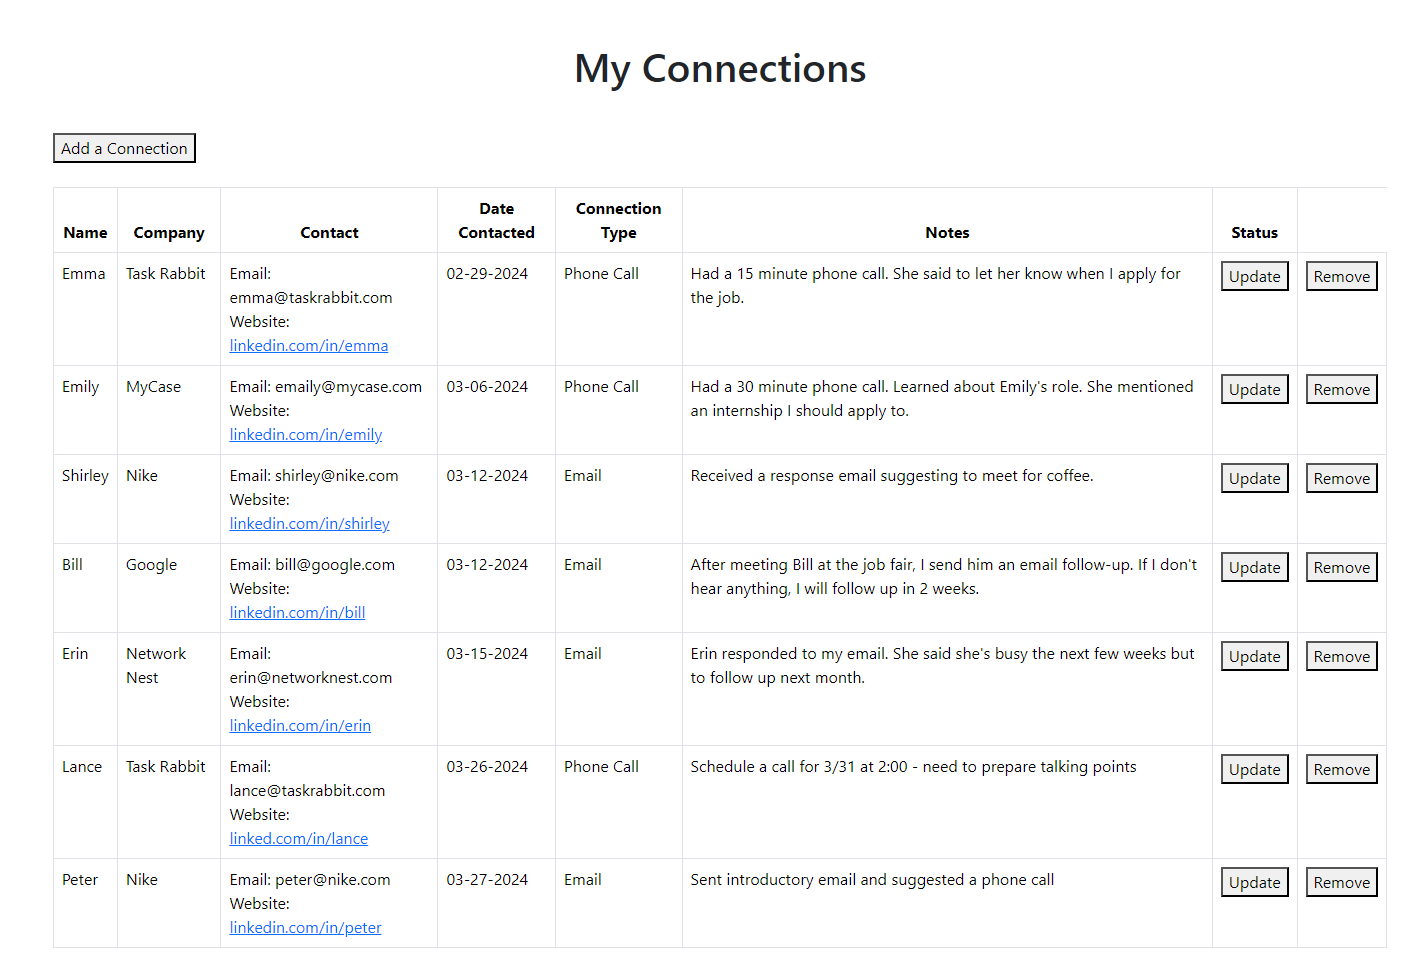 My Connections
Add a Connection
Name Company Contact Date Contacted Connection Type Notes Status
Emma Task Rabbit Email: 02-29-2024 Phone Call Had a 15 minute phone call. She said to let her know when I apply for Update Remove
emma@taskrabbit.com the job.
Website:
linkedin.com/in/emma
Emily MyCase Email: emaily@mycase.com 03-06-2024 Phone Call Had a 30 minute phone call. Learned about Emily's role. She mentioned Update Remove
Website: an internship I should apply to.
linkedin.com/in/emily
Shirley Nike Email: shirley@nike.com 03-12-2024 Email Received a response email suggesting to meet for coffee. Update Remove
Website:
linkedin.com/in/shirley
Bill Google Email: bill@google.com 03-12-2024 Email After meeting Bill at the job fair, I send him an email follow-up. If I don't Update Remove
Website: hear anything, I will follow up in 2 weeks.
linkedin.com/in/bill
Erin Network Email: 03-15-2024 Email Erin responded to my email. She said she's busy the next few weeks but Update Remove
Nest erin@networknest.com to follow up next month.
Website:
linkedin.com/in/erin
Lance Task Rabbit Email: 03-26-2024 Phone Call Schedule a call for 3/31 at 2:00 - need to prepare talking points Update Remove
lance@taskrabbit.com
Website:
linked.com/in/lance
Peter Nike Email: peter@nike.com 03-27-2024 Email Sent introductory email and suggested a phone call Update Remove
Website:
linkedin.com/in/peter